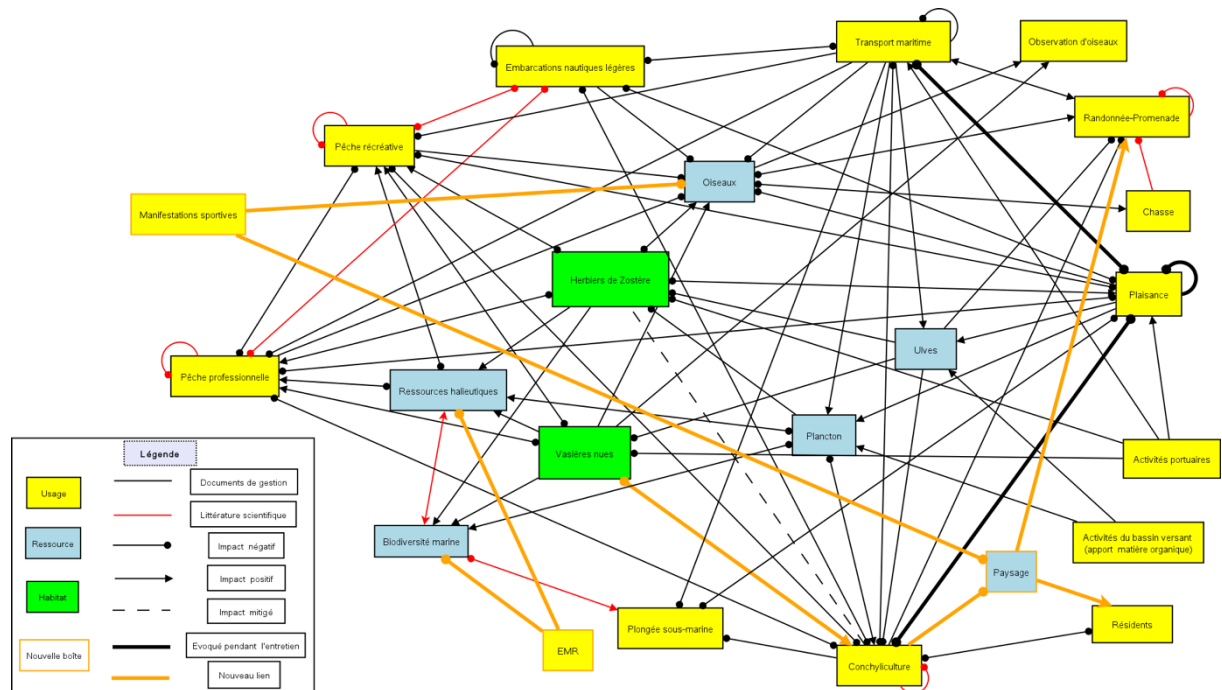 Transport maritime
Observation d'oiseaux
Embarcations nautiques légères
Randonnée-Promenade
Pêche récréative
Oiseaux
Manifestations sportives
Chasse
Herbiers de Zostère
Plaisance
Ulves
Pêche professionnelle
Ressources halieutiques
Plancton
Vasières nues
Activités portuaires
Biodiversité marine
Activités du bassin versant
(apport matière organique)
Paysage
Plongée sous-marine
EMR
Résidents
Conchyliculture
Légende
Usage
Documents de gestion
Littérature scientifique
Ressource
Impact négatif
Impact positif
Habitat
Impact mitigé
Evoqué pendant l'entretien
Nouvelle boîte
Nouveau lien